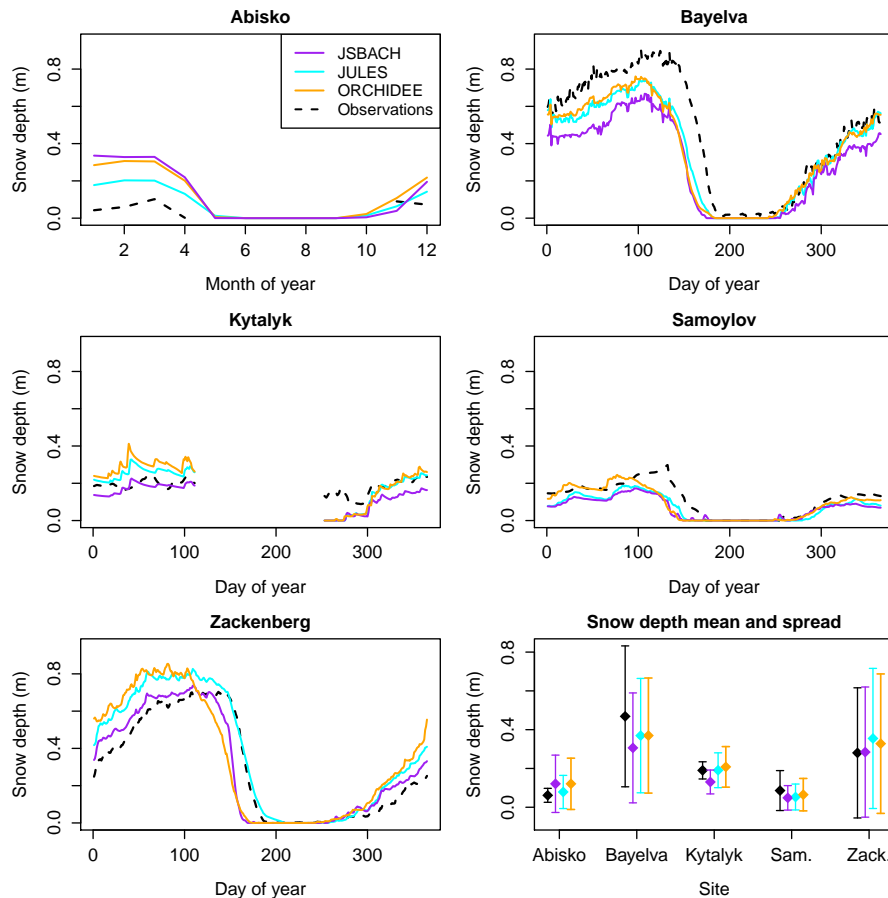 Abisko
Snow depth (m)
0.0 0.4 0.8
JSBACH
JULES
ORCHIDEE
Observations
2 4 6 8 10 12
Month of year
Bayelva
Snow depth (m)
0.0 0.4 0.8
0 100 200 300
Day of year
Kytalyk
Snow depth (m)
0.0 0.4 0.8
0 100 200 300
Day of year
Samoylov
Snow depth (m)
0.0 0.4 0.8
0 100 200 300
Day of year
Zackenberg
Snow depth (m)
0.0 0.4 0.8
0 100 200 300
Day of year
Snow depth mean and spread
Snow depth (m)
0.0 0.4 0.8
Abisko Bayelva Kytalyk Sam. Zack.
Site